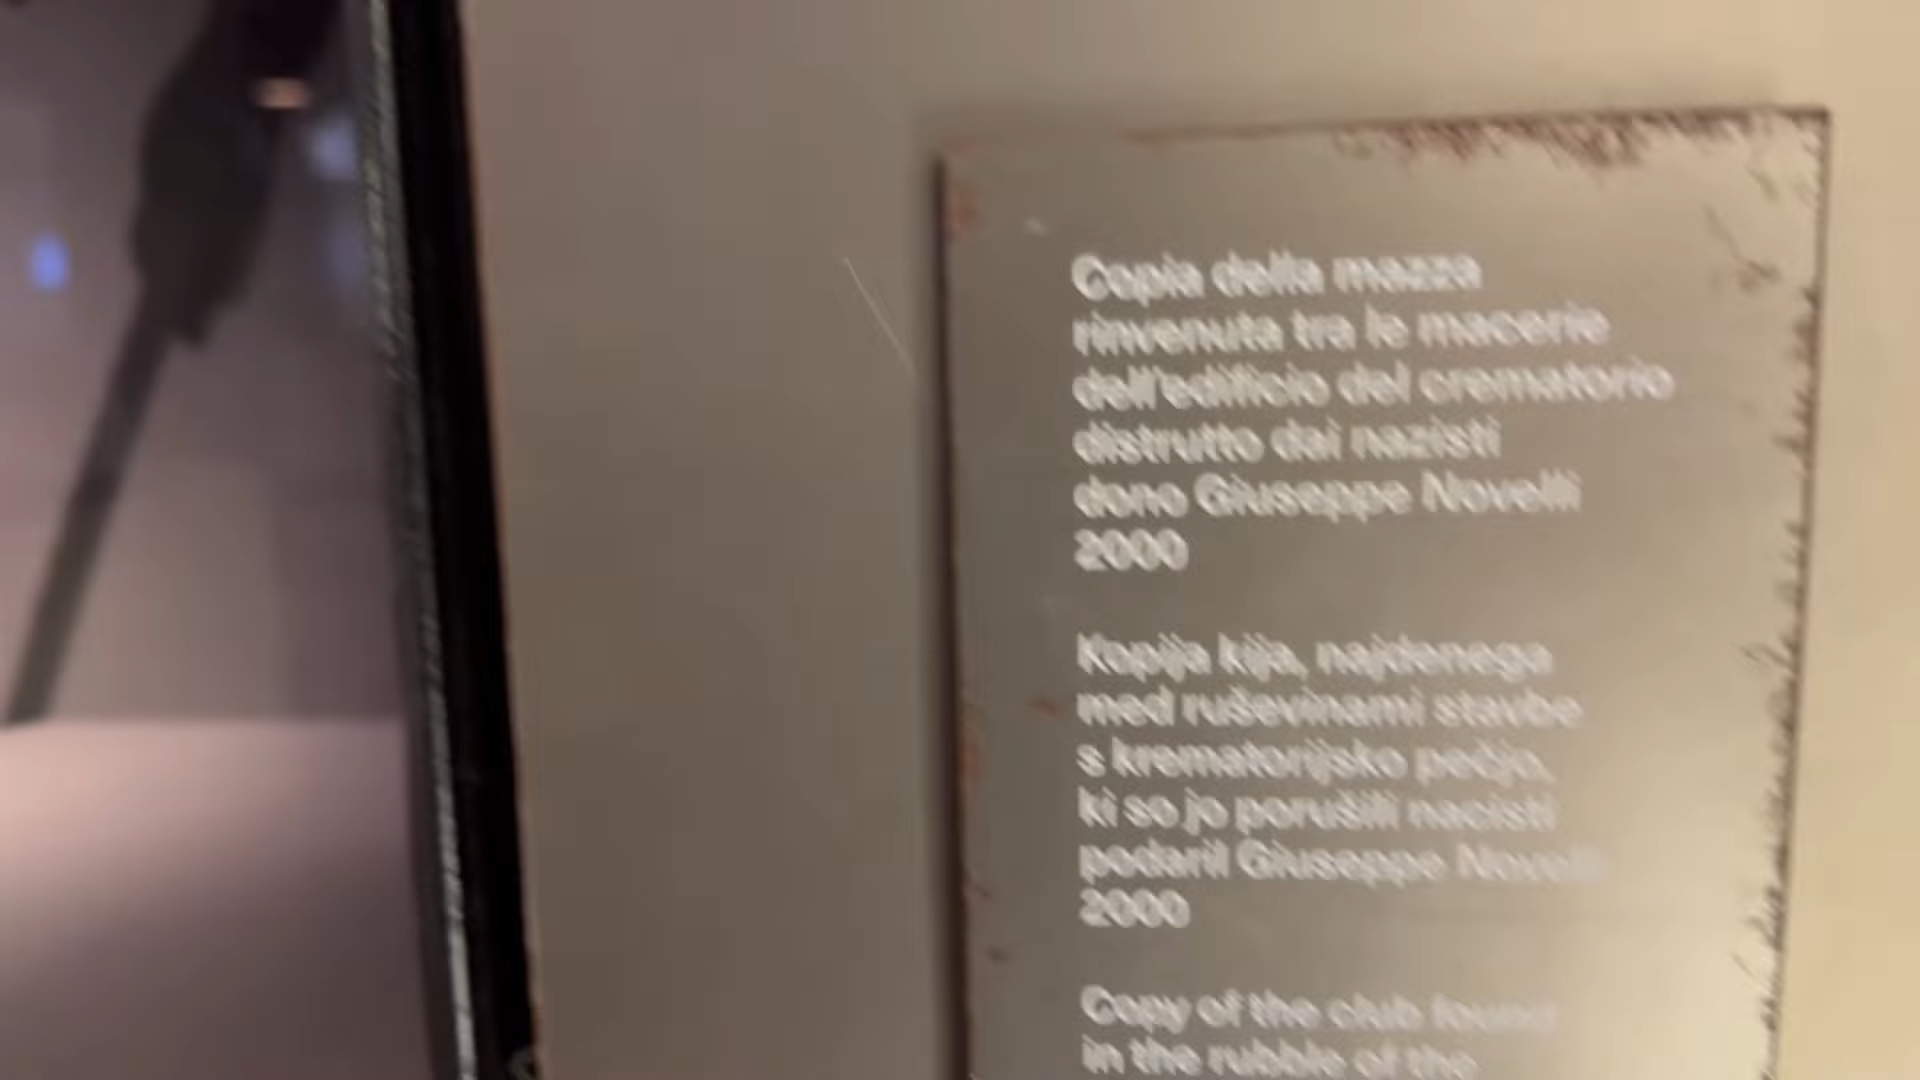 Copia della mazza
rinvenuta tra le macerie
dell'edificio del crematorio
distrutto dai nazisti
dono Giuseppe Novelli
2000
Kopija kija, najdenega
med ruševinami stavbe
s krematorijsko pečjo,
ki so jo porušili nacisti
podaril Giuseppe Novelli
2000
Copy of the club found
in the rubble of the